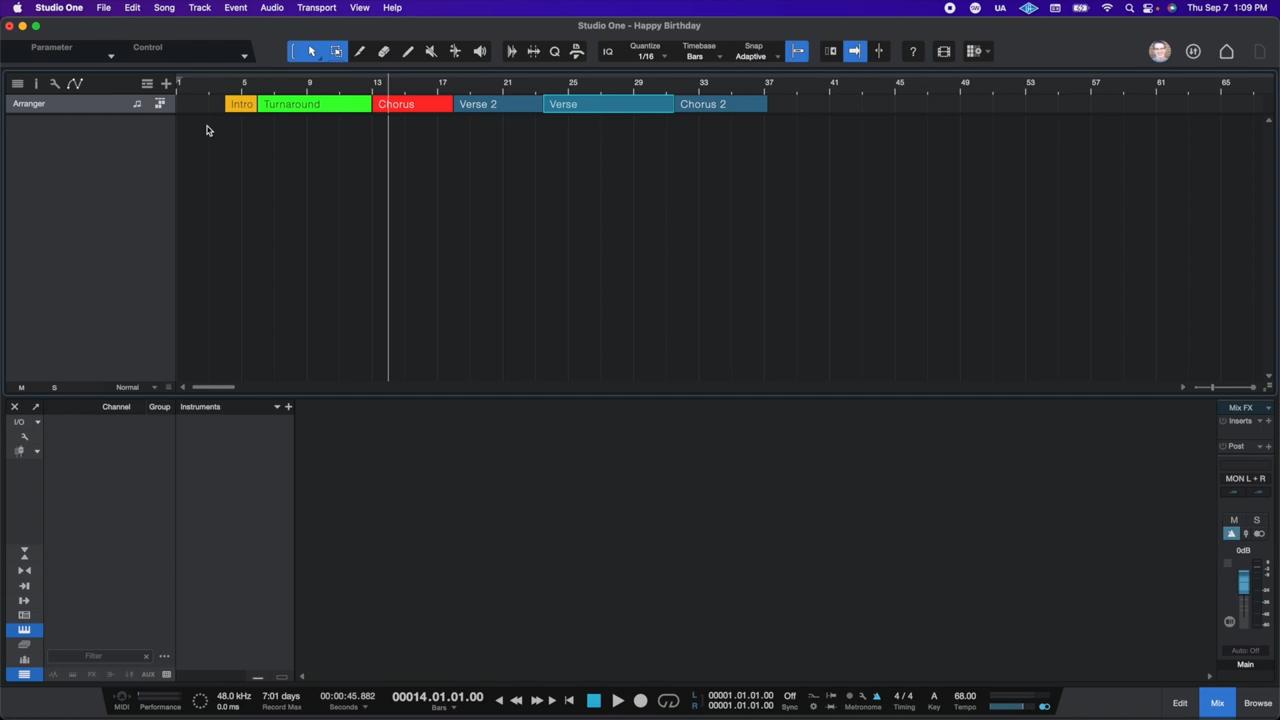 Studio One File Edit Song Track Event Audio Transport View Help UA Thu Sep 7 1:09 PM
Studio One - Happy Birthday
Parameter Control IQ Quantize 1/16 Timebase Bars Snap Adaptive ?
1 5 9 13 17 21 25 29 33 37 41 45 49 53 57 61 65
Arranger Intro Turnaround Chorus Verse 2 Verse Chorus 2
M S Normal
Channel Group Instruments Mix FX
I/O Inserts
Post
MON L + R
M S
0dB
Filter
AUX
Auto: Off
Main
MIDI Performance
48.0 kHz
0.0 ms
7:01 days
Record Max
00:00:45.882
Seconds
00014.01.01.00
Bars
L 00001.01.01.00
R 00001.01.01.00
Off
Sync
Metronome
4 / 4
Timing
A
Key
68.00
Tempo
Edit Mix Browse